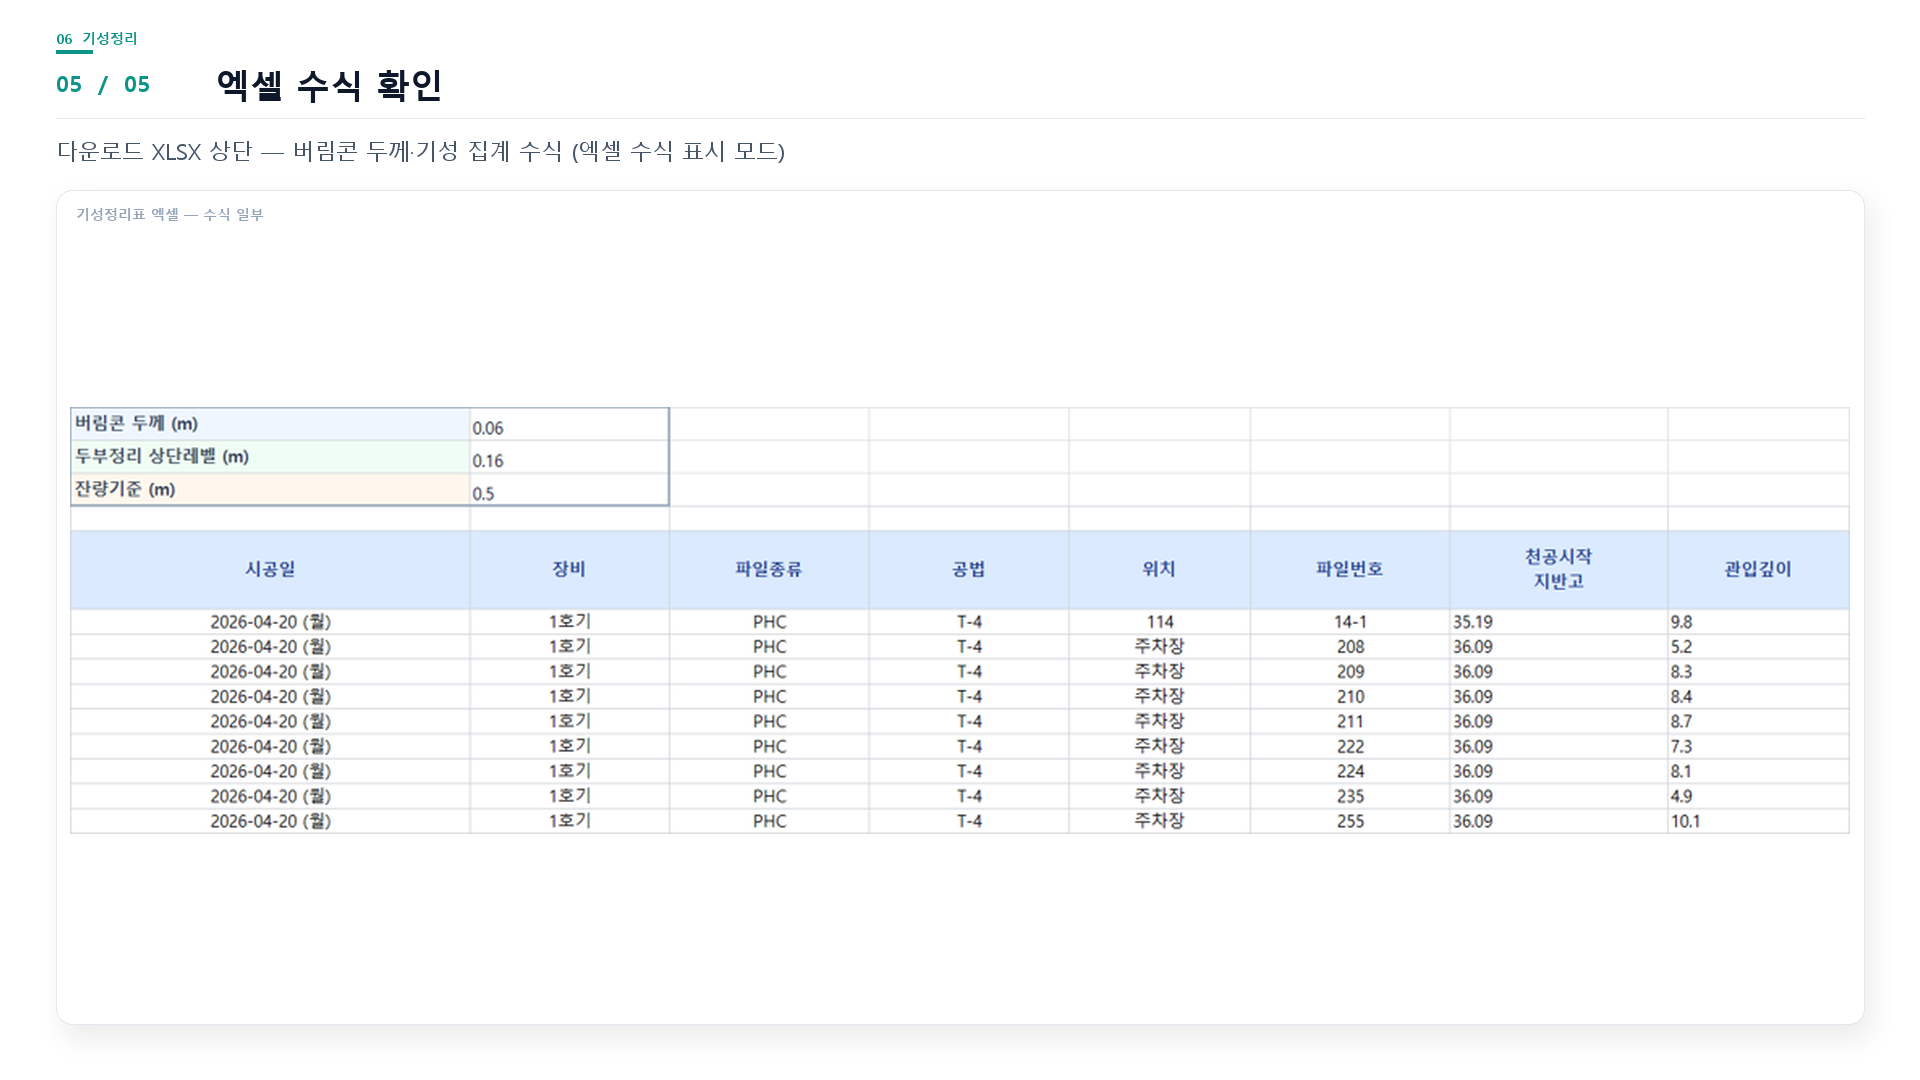 06 기성정리
05 / 05 엑셀 수식 확인
다운로드 XLSX 상단 — 버림콘 두께·기성 집계 수식 (엑셀 수식 표시 모드)
기성정리표 엑셀 — 수식 일부
버림콘 두께 (m) 0.06
두부정리 상단레벨 (m) 0.16
잔량기준 (m) 0.5
시공일 장비 파일종류 공법 위치 파일번호 천공시작 지반고 관입깊이
2026-04-20 (월) 1호기 PHC T-4 114 14-1 35.19 9.8
2026-04-20 (월) 1호기 PHC T-4 주차장 208 36.09 5.2
2026-04-20 (월) 1호기 PHC T-4 주차장 209 36.09 8.3
2026-04-20 (월) 1호기 PHC T-4 주차장 210 36.09 8.4
2026-04-20 (월) 1호기 PHC T-4 주차장 211 36.09 8.7
2026-04-20 (월) 1호기 PHC T-4 주차장 222 36.09 7.3
2026-04-20 (월) 1호기 PHC T-4 주차장 224 36.09 8.1
2026-04-20 (월) 1호기 PHC T-4 주차장 235 36.09 4.9
2026-04-20 (월) 1호기 PHC T-4 주차장 255 36.09 10.1